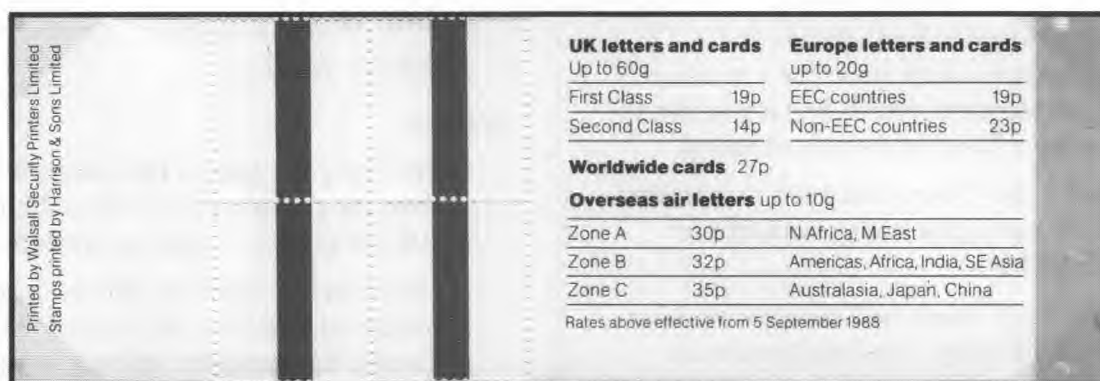 Printed by Walsall Security Printers Limited
Stamps printed by Harrison & Sons Limited
UK letters and cards
Up to 60g
First Class 19p
Second Class 14p
Europe letters and cards
up to 20g
EEC countries 19p
Non-EEC countries 23p
Worldwide cards 27p
Overseas air letters up to 10g
Zone A 30p N Africa, M East
Zone B 32p Americas, Africa, India, SE Asia
Zone C 35p Australasia, Japan, China
Rates above effective from 5 September 1988